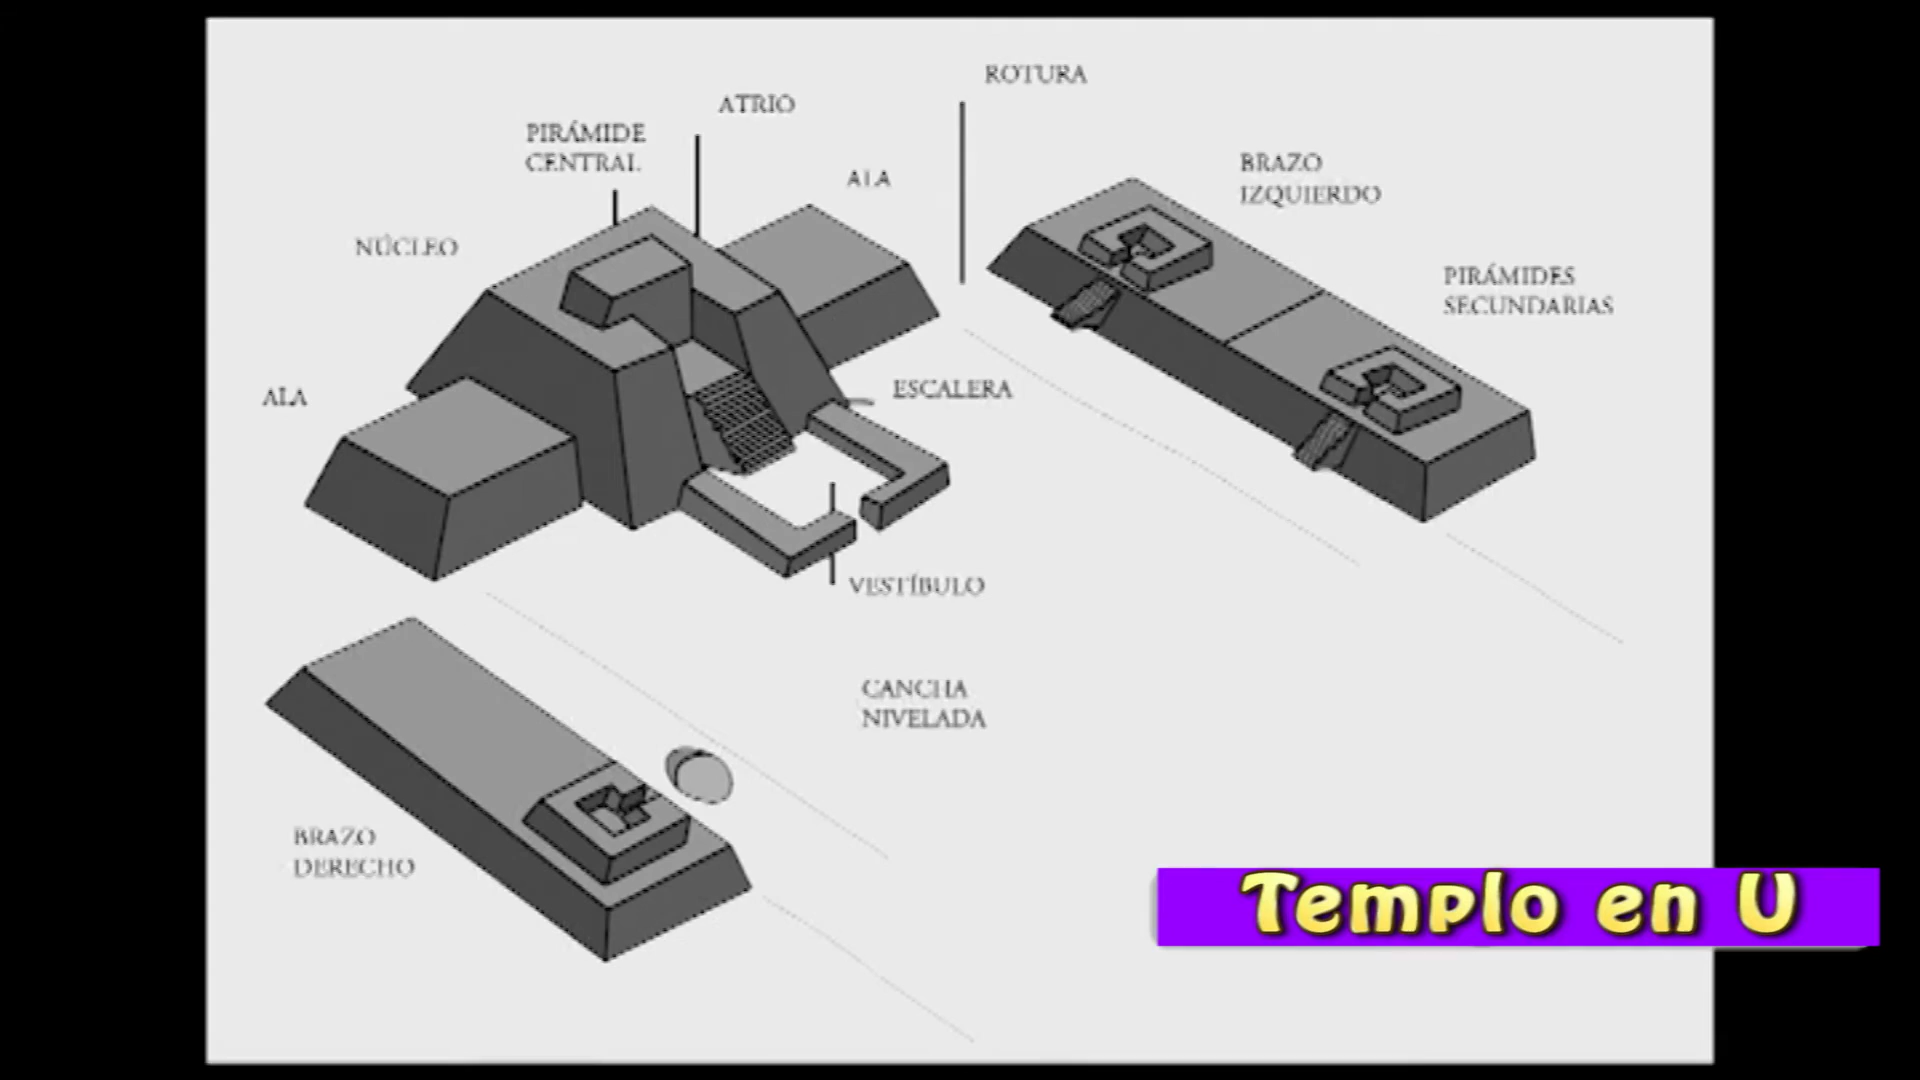 ROTURA
ATRIO
PIRÁMIDE
CENTRAL
ALA
BRAZO
IZQUIERDO
NÚCLEO
PIRÁMIDES
SECUNDARIAS
ALA
ESCALERA
VESTÍBULO
CANCHA
NIVELADA
BRAZO
DERECHO
Templo en U